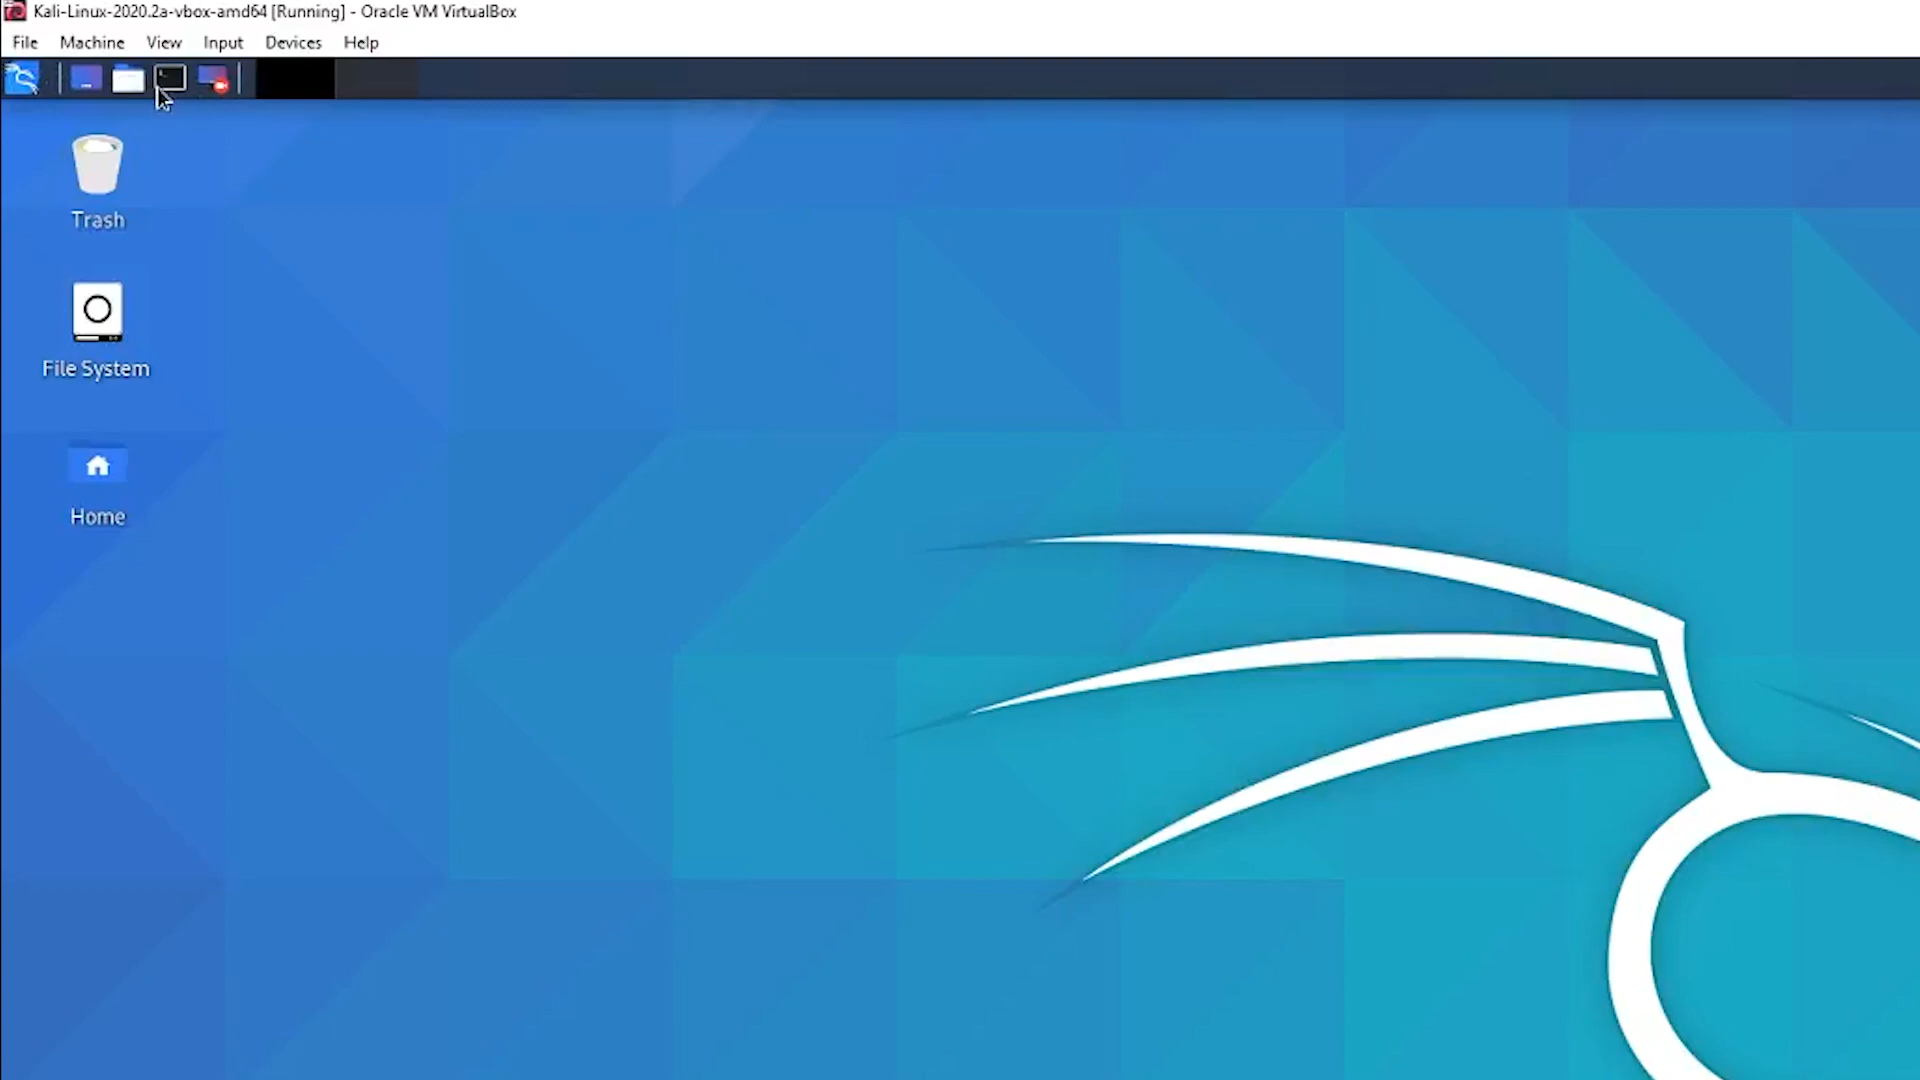 Kali-Linux-2020.2a-vbox-amd64 [Running] - Oracle VM VirtualBox
File Machine View Input Devices Help
Trash
File System
Home